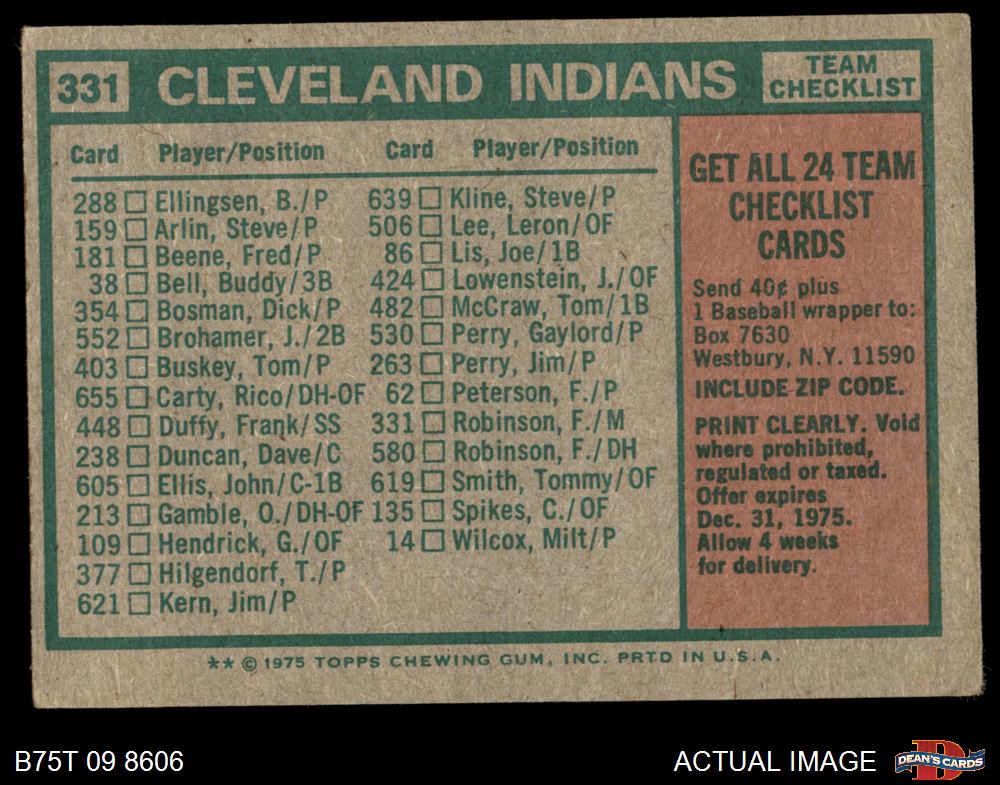 331 CLEVELAND INDIANS TEAM CHECKLIST
Card Player/Position
288 Ellingsen, B./P
159 Arlin, Steve/P
181 Beene, Fred/P
38 Bell, Buddy/3B
354 Bosman, Dick/P
552 Brohamer, J./2B
403 Buskey, Tom/P
655 Carty, Rico/DH-OF
448 Duffy, Frank/SS
238 Duncan, Dave/C
605 Ellis, John/C-1B
213 Gamble, O./DH-OF
109 Hendrick, G./OF
377 Hilgendorf, T./P
621 Kern, Jim/P
Card Player/Position
639 Kline, Steve/P
506 Lee, Leron/OF
86 Lis, Joe/1B
424 Lowenstein, J./OF
482 McCraw, Tom/1B
530 Perry, Gaylord/P
263 Perry, Jim/P
62 Peterson, F./P
331 Robinson, F./M
580 Robinson, F./DH
619 Smith, Tommy/OF
135 Spikes, C./OF
14 Wilcox, Milt/P
GET ALL 24 TEAM
CHECKLIST
CARDS
Send 40¢ plus
1 Baseball wrapper to:
Box 7630
Westbury, N.Y. 11590
INCLUDE ZIP CODE.
PRINT CLEARLY. Void
where prohibited,
regulated or taxed.
Offer expires
Dec. 31, 1975.
Allow 4 weeks
for delivery.
** © 1975 TOPPS CHEWING GUM, INC. PRTD IN U.S.A.
B75T 09 8606
ACTUAL IMAGE
D
DEAN'S CARDS